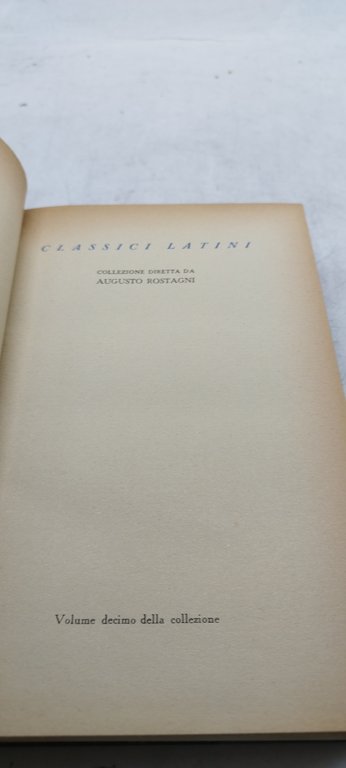 CLASSICI LATINI
COLLEZIONE DIRETTA DA
AUGUSTO ROSTAGNI
Volume decimo della collezione